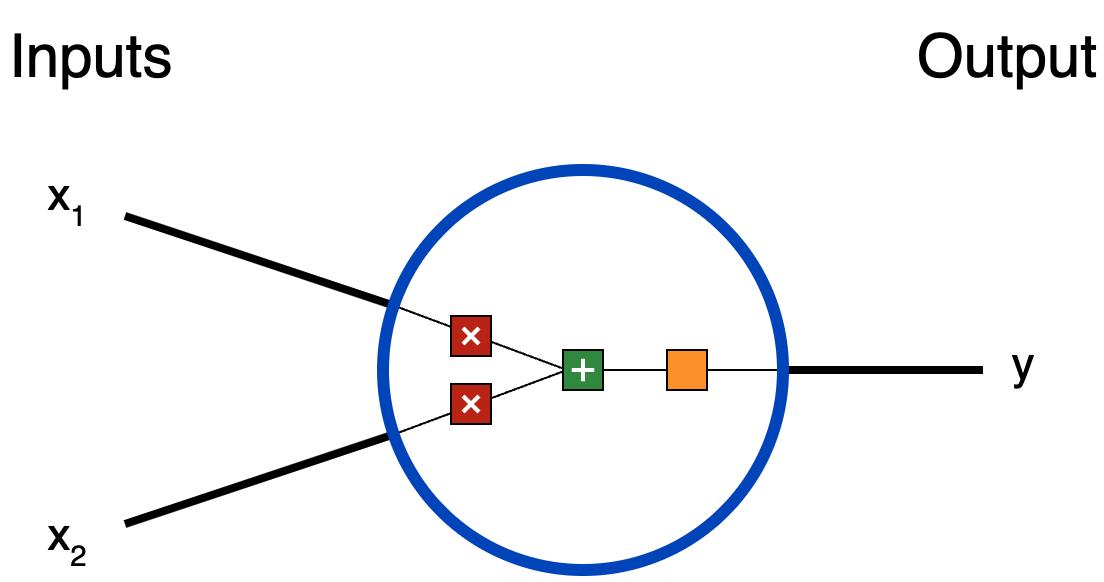 Inputs
Output
x₁
×
+
×
y
x₂